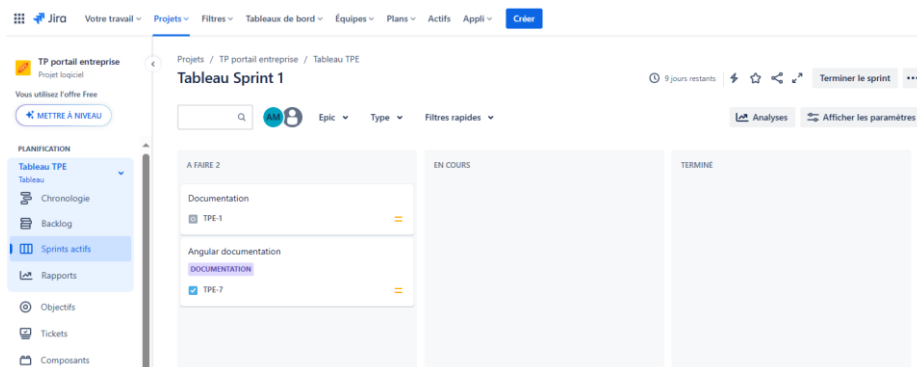 Jira Votre travail Projets Filtres Tableaux de bord Équipes Plans Actifs Appli Créer
TP portail entreprise
Projet logiciel
Vous utilisez l'offre Free
METTRE À NIVEAU
PLANIFICATION
Tableau TPE
Tableau
Chronologie
Backlog
Sprints actifs
Rapports
Objectifs
Tickets
Composants
Projets / TP portail entreprise / Tableau TPE
Tableau Sprint 1
9 jours restants Terminer le sprint
AM Epic Type Filtres rapides Analyses Afficher les paramètres
A FAIRE 2
EN COURS
TERMINÉ
Documentation
TPE-1
Angular documentation
DOCUMENTATION
TPE-7